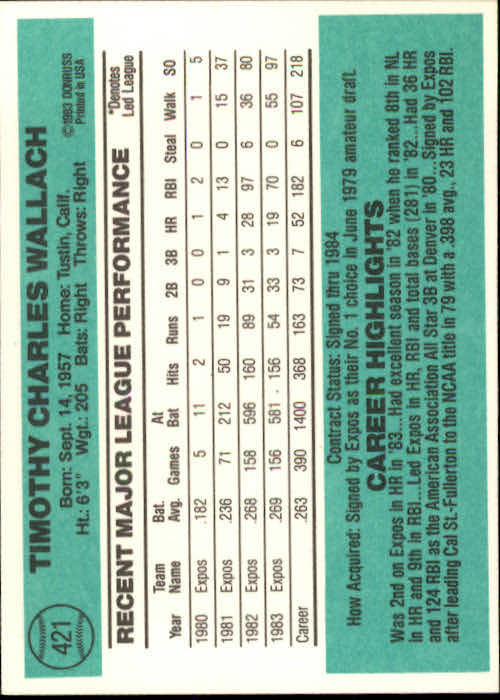 421
TIMOTHY CHARLES WALLACH
©1983 DONRUSS
Printed in USA
Born: Sept. 14, 1957 Home: Tustin, Calif.
Ht.: 6'3" Wgt.: 205 Bats: Right Throws: Right
RECENT MAJOR LEAGUE PERFORMANCE
*Denotes
Led League
Year Team Name Bat. Avg. Games At Bat Hits Runs 2B 3B HR RBI Steal Walk SO
1980 Expos .182 5 11 2 1 0 0 1 2 0 1 5
1981 Expos .236 71 212 50 19 9 1 4 13 0 15 37
1982 Expos .268 158 596 160 89 31 3 28 97 6 36 80
1983 Expos .269 156 581 156 54 33 3 19 70 0 55 97
Career .263 390 1400 368 163 73 7 52 182 6 107 218
Contract Status: Signed thru 1984
How Acquired: Signed by Expos as their No. 1 choice in June 1979 amateur draft
CAREER HIGHLIGHTS
Was 2nd on Expos in HR in '83...Had excellent season in '82 when he ranked 8th in NL
in HR and 9th in RBI...Led Expos in HR, RBI and total bases (281) in '82...Had 36 HR
and 124 RBI as the American Association All Star 3B at Denver in '80...Signed by Expos
after leading Cal St.-Fullerton to the NCAA title in 79 with a .398 avg., 23 HR and 102 RBI.